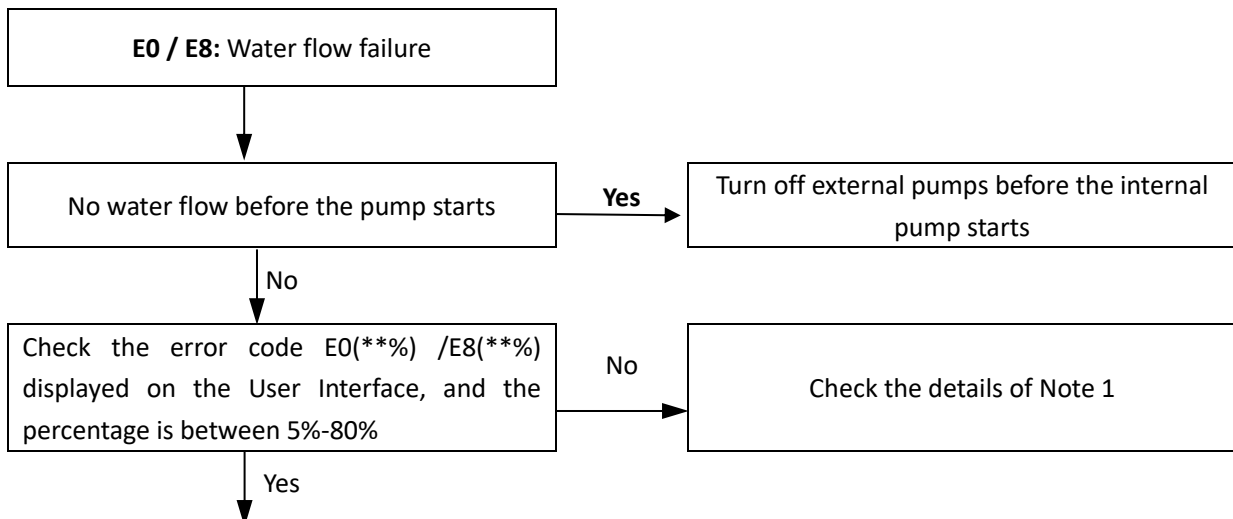 E0 / E8: Water flow failure
No water flow before the pump starts
Yes
Turn off external pumps before the internal
pump starts
No
Check the error code E0(**%) /E8(**%)
displayed on the User Interface, and the
percentage is between 5%-80%
No
Check the details of Note 1
Yes